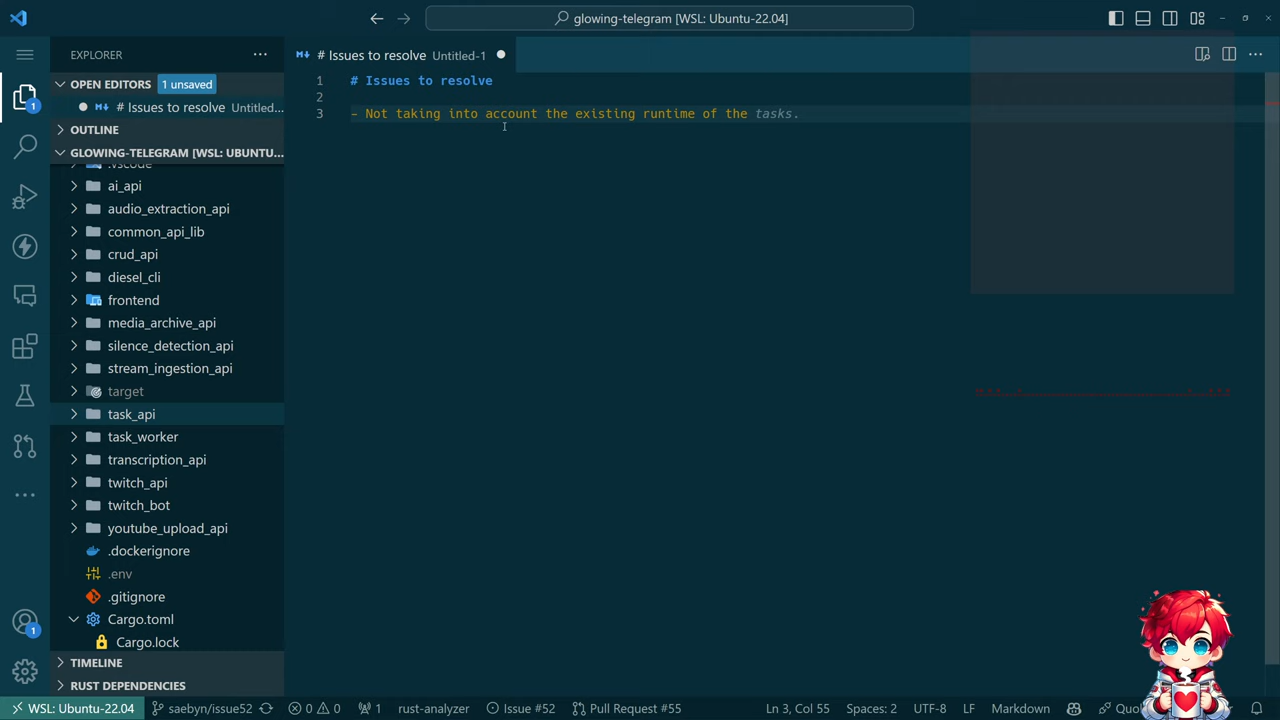 glowing-telegram [WSL: Ubuntu-22.04]
EXPLORER
OPEN EDITORS
1 unsaved
# Issues to resolve Untitled...
OUTLINE
GLOWING-TELEGRAM [WSL: UBUNTU...
.vscode
ai_api
audio_extraction_api
common_api_lib
crud_api
diesel_cli
frontend
media_archive_api
silence_detection_api
stream_ingestion_api
target
task_api
task_worker
transcription_api
twitch_api
twitch_bot
youtube_upload_api
.dockerignore
.env
.gitignore
Cargo.toml
Cargo.lock
TIMELINE
RUST DEPENDENCIES
1
1
# Issues to resolve Untitled-1
1 # Issues to resolve
2
3 - Not taking into account the existing runtime of the tasks.
WSL: Ubuntu-22.04
saebyn/issue52
0
0
1
rust-analyzer
Issue #52
Pull Request #55
Ln 3, Col 55
Spaces: 2
UTF-8
LF
Markdown